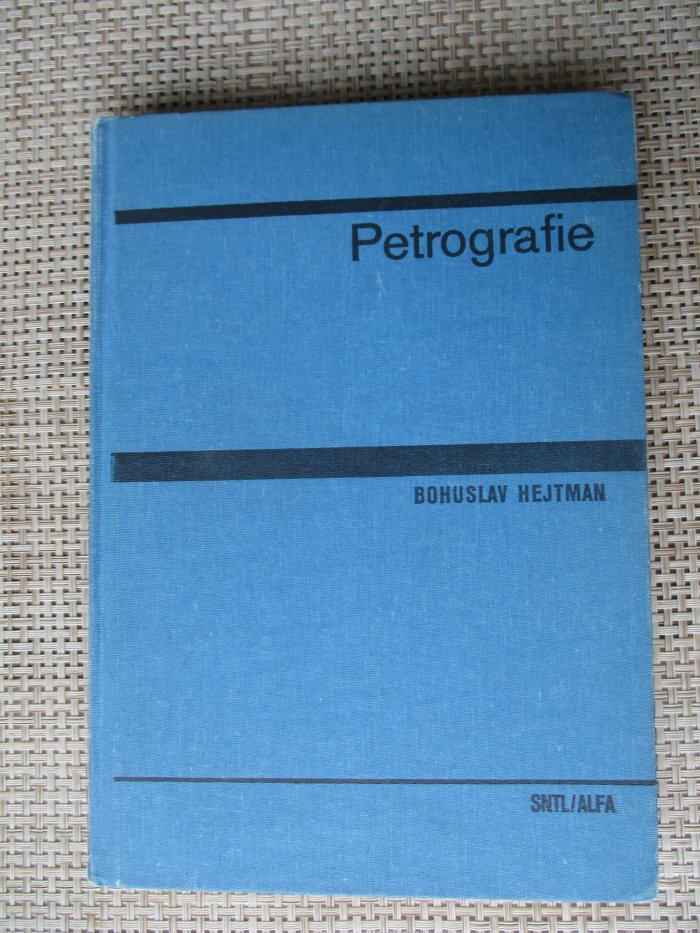 Petrografie
BOHUSLAV HEJTMAN
SNTL/ALFA